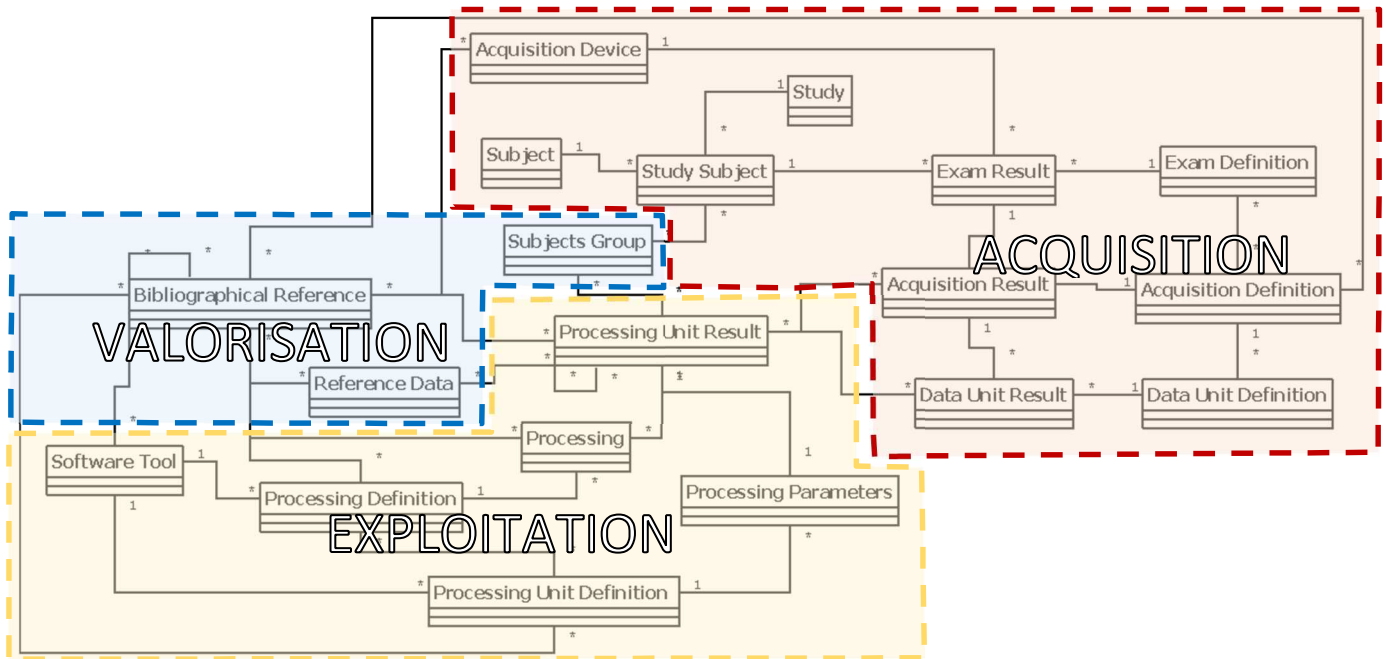 Acquisition Device
Study
Subject
Study Subject
Exam Result
Exam Definition
Subjects Group
ACQUISITION
Bibliographical Reference
Acquisition Result
Acquisition Definition
VALORISATION
Processing Unit Result
Reference Data
Data Unit Result
Data Unit Definition
Processing
Software Tool
Processing Definition
Processing Parameters
EXPLOITATION
Processing Unit Definition